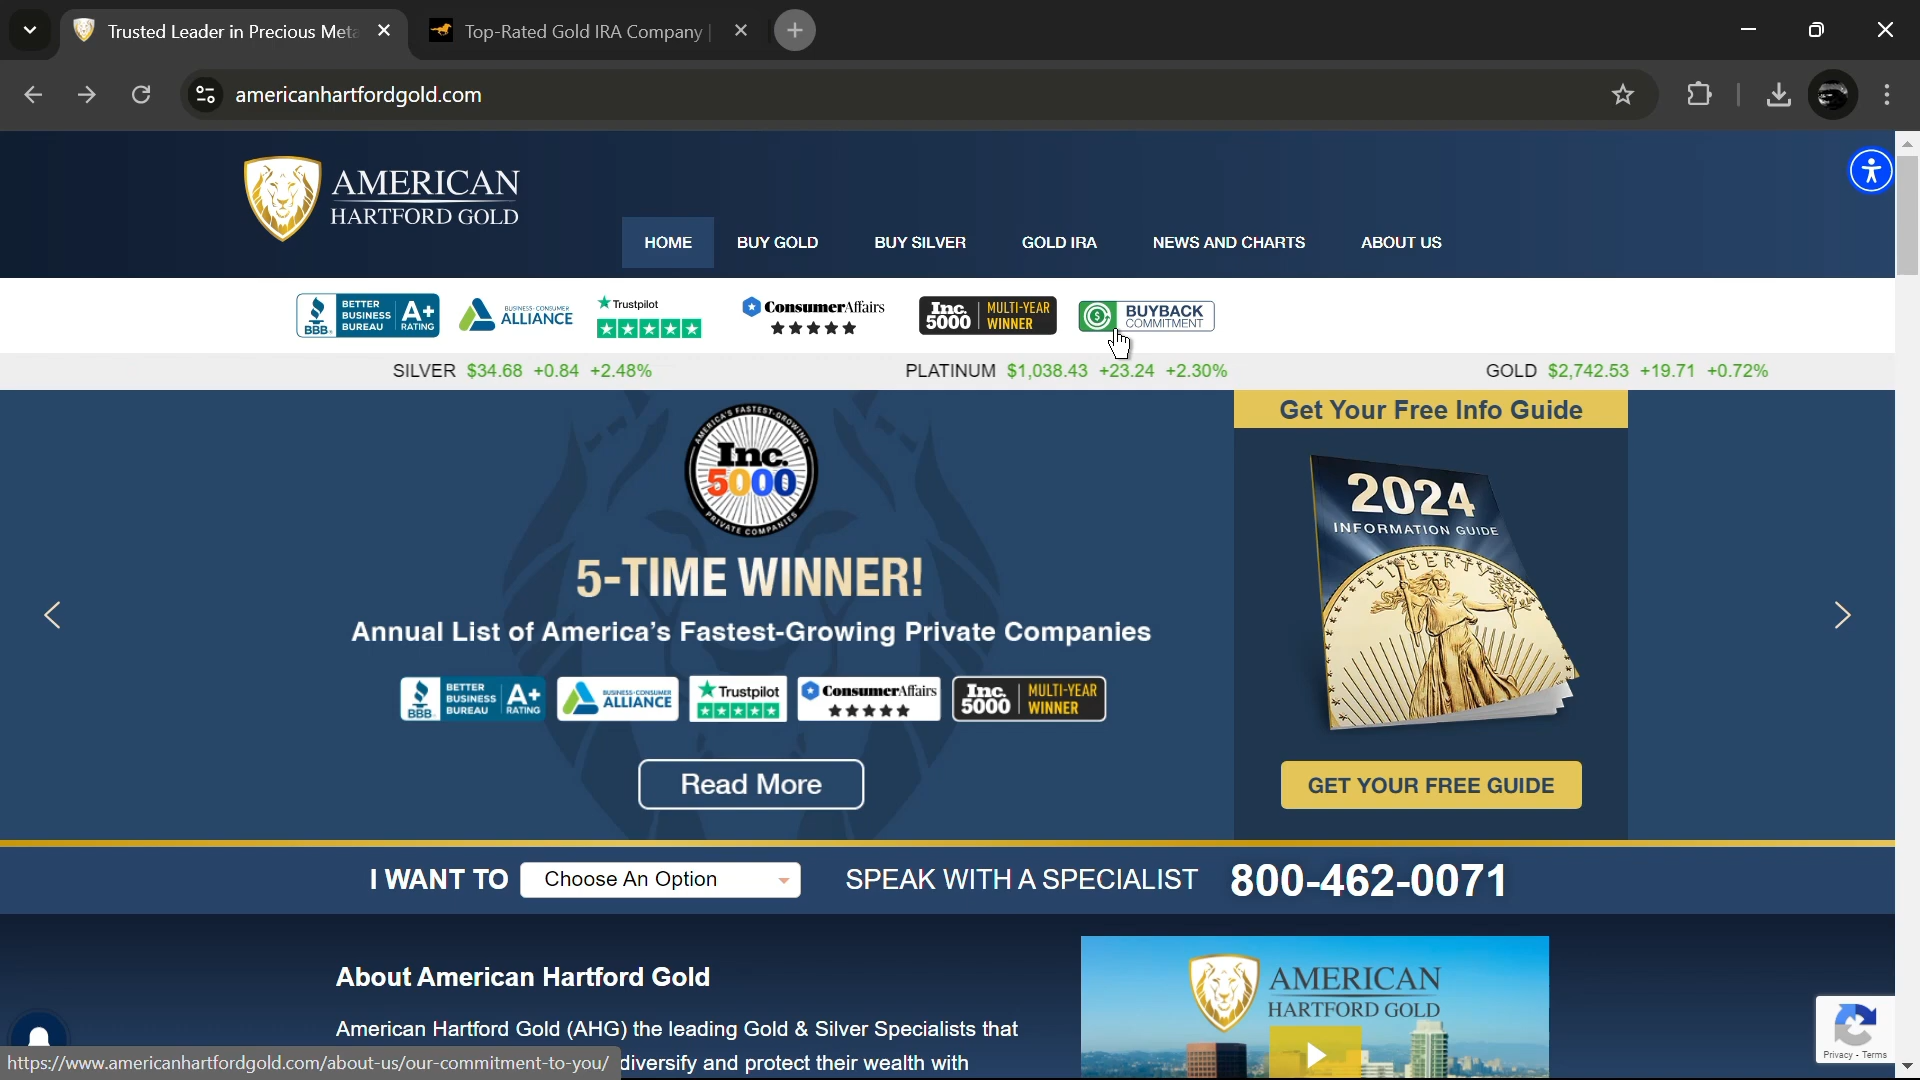 Trusted Leader in Precious Meta
Top-Rated Gold IRA Company |
americanhartfordgold.com
AMERICAN
HARTFORD GOLD
HOME BUY GOLD BUY SILVER GOLD IRA NEWS AND CHARTS ABOUT US
BBB. BETTER BUSINESS BUREAU A+ RATING
BUSINESS-CONSUMER ALLIANCE
Trustpilot
ConsumerAffairs
Inc. 5000 MULTI-YEAR WINNER
BUYBACK COMMITMENT
SILVER $34.68 +0.84 +2.48% PLATINUM $1,038.43 +23.24 +2.30% GOLD $2,742.53 +19.71 +0.72%
AMERICA'S FASTEST-GROWING
Inc.
5000
PRIVATE COMPANIES
5-TIME WINNER!
Annual List of America's Fastest-Growing Private Companies
BBB. BETTER BUSINESS BUREAU A+ RATING
BUSINESS-CONSUMER ALLIANCE
Trustpilot
ConsumerAffairs
Inc. 5000 MULTI-YEAR WINNER
Read More
Get Your Free Info Guide
2024
INFORMATION GUIDE
LIBERTY
GET YOUR FREE GUIDE
I WANT TO Choose An Option SPEAK WITH A SPECIALIST 800-462-0071
About American Hartford Gold
American Hartford Gold (AHG) the leading Gold & Silver Specialists that
diversify and protect their wealth with
AMERICAN
HARTFORD GOLD
Privacy - Terms
https://www.americanhartfordgold.com/about-us/our-commitment-to-you/